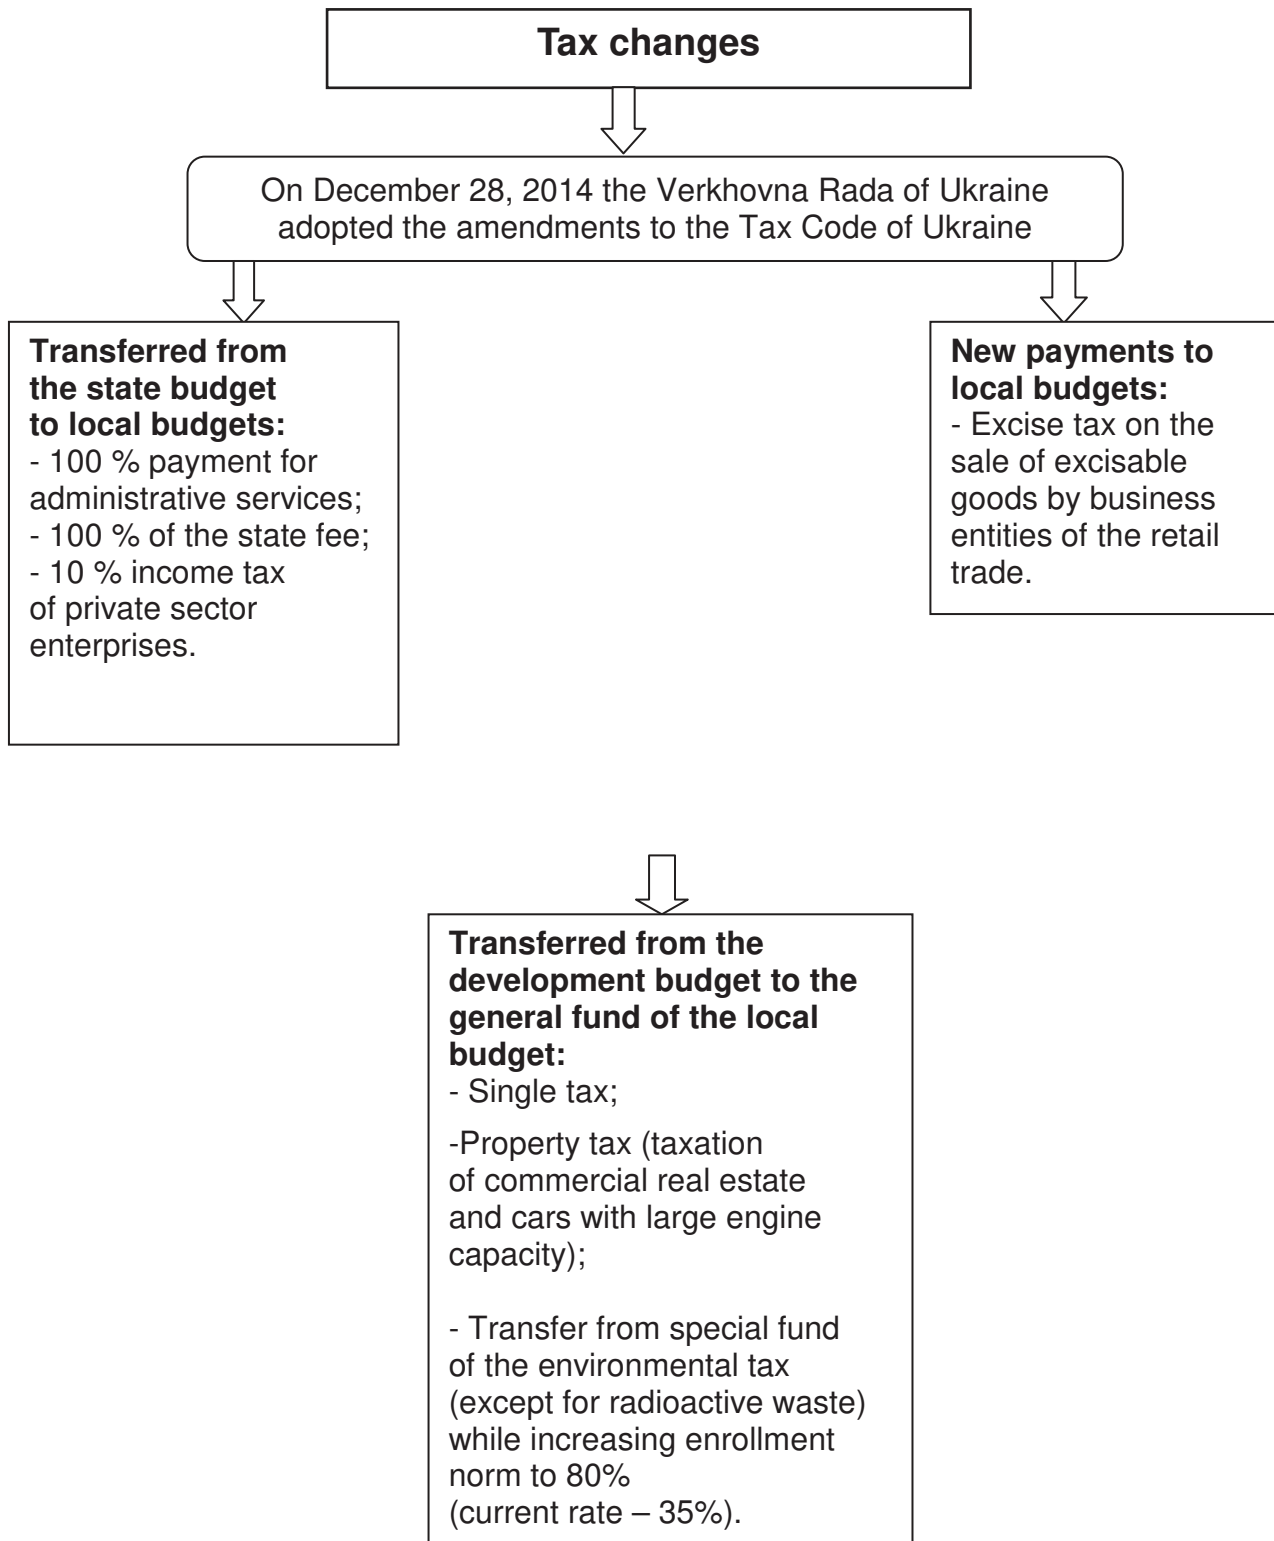 Tax changes
On December 28, 2014 the Verkhovna Rada of Ukraine
adopted the amendments to the Tax Code of Ukraine
Transferred from
the state budget
to local budgets:
- 100 % payment for
administrative services;
- 100 % of the state fee;
- 10 % income tax
of private sector
enterprises.
New payments to
local budgets:
- Excise tax on the
sale of excisable
goods by business
entities of the retail
trade.
Transferred from the
development budget to the
general fund of the local
budget:
- Single tax;
-Property tax (taxation
of commercial real estate
and cars with large engine
capacity);
- Transfer from special fund
of the environmental tax
(except for radioactive waste)
while increasing enrollment
norm to 80%
(current rate – 35%).